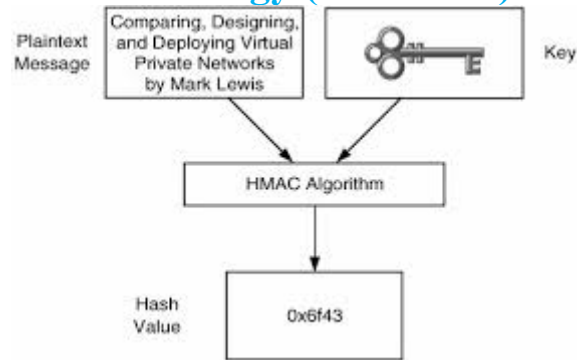 Plaintext
Message
Comparing, Designing,
and Deploying Virtual
Private Networks
by Mark Lewis
Key
HMAC Algorithm
Hash
Value
0x6f43